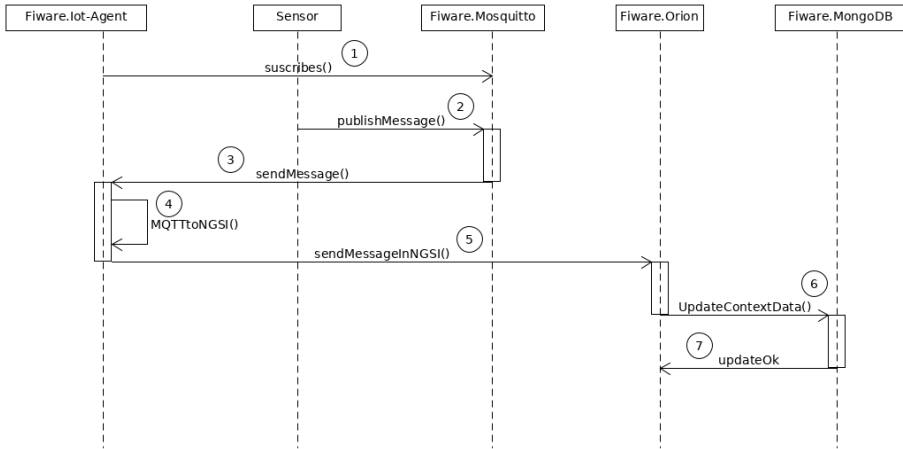 Fiware.Iot-Agent
Sensor
Fiware.Mosquitto
Fiware.Orion
Fiware.MongoDB
1
suscribes()
2
publishMessage()
3
sendMessage()
4
MQTTtoNGSI()
5
sendMessageInNGSI()
6
UpdateContextData()
7
updateOk